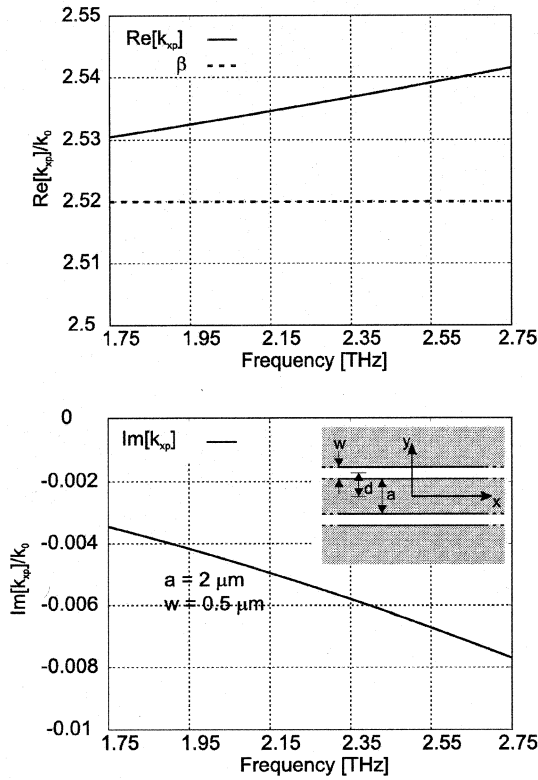 2.55
2.54
2.53
2.52
2.51
2.5
Re[kxp]/k0
Re[kxp]
β
1.75 1.95 2.15 2.35 2.55 2.75
Frequency [THz]
0
-0.002
-0.004
-0.006
-0.008
-0.01
Im[kxp]/k0
Im[kxp]
w
y
d
a
x
a = 2 μm
w = 0.5 μm
1.75 1.95 2.15 2.35 2.55 2.75
Frequency [THz]